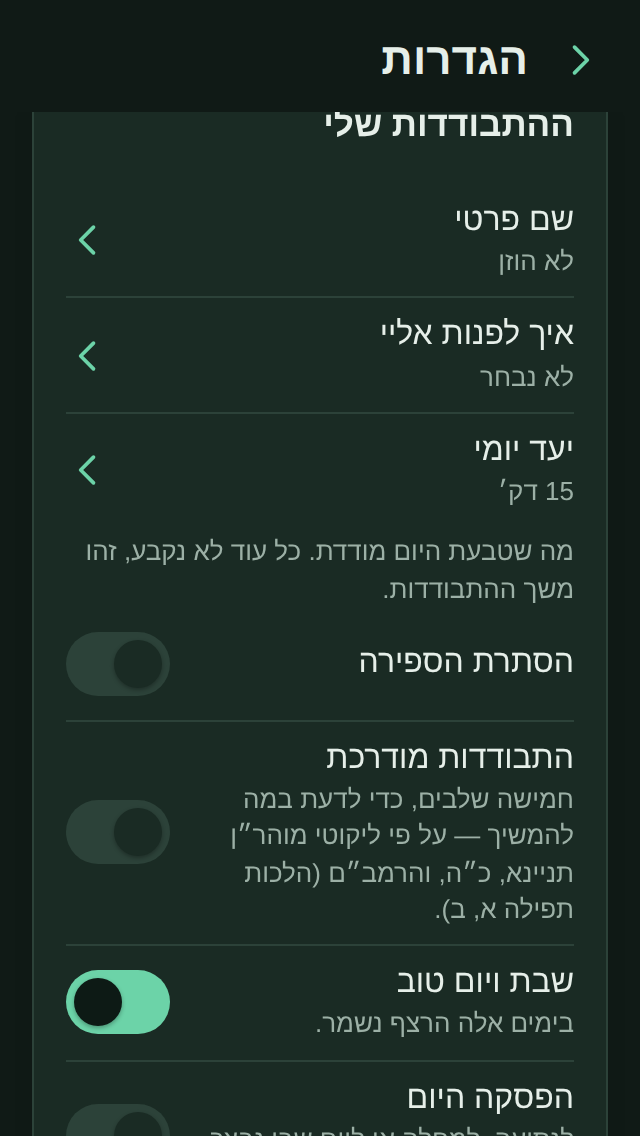 הגדרות
ההתבודדות שלי
שם פרטי
לא הוזן
איך לפנות אליי
לא נבחר
יעד יומי
15 דק׳
מה שטבעת היום מודדת. כל עוד לא נקבע, זהו
משך ההתבודדות.
הסתרת הספירה
התבודדות מודרכת
חמישה שלבים, כדי לדעת במה
להמשיך — על פי ליקוטי מוהר״ן
תניינא, כ״ה, והרמב״ם (הלכות
תפילה א, ב).
שבת ויום טוב
בימים אלה הרצף נשמר.
הפסקה היום